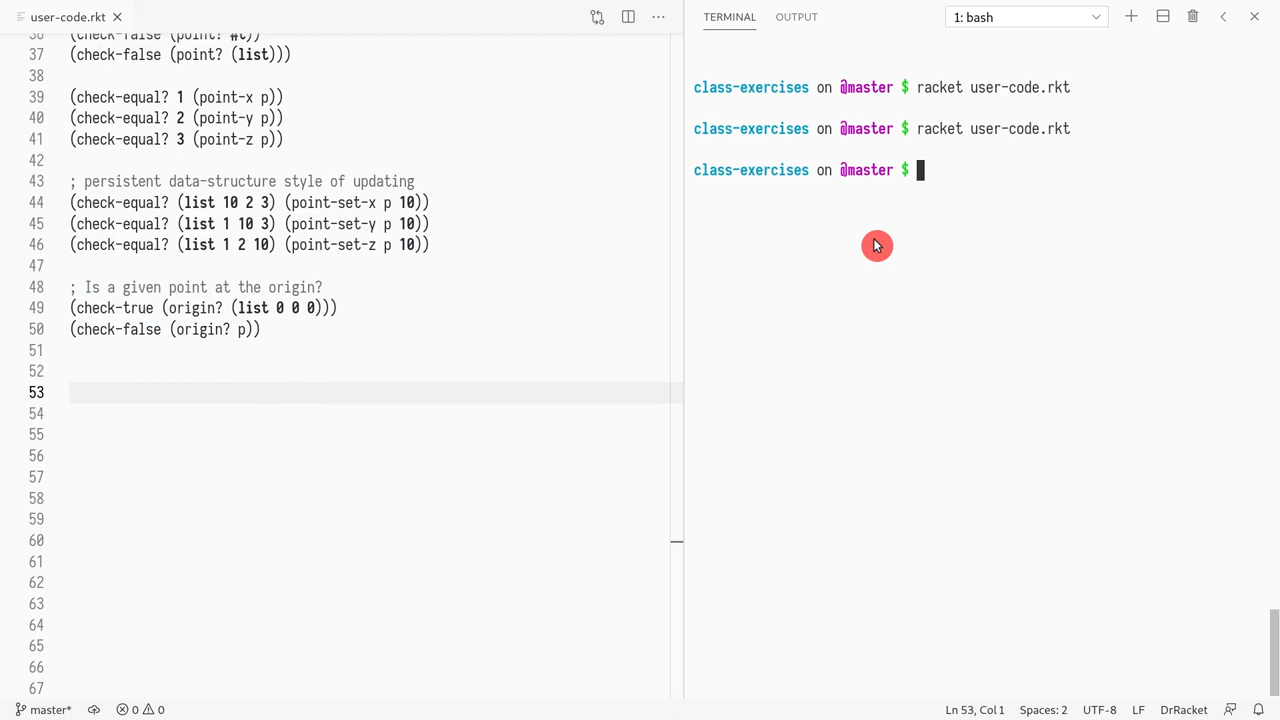 user-code.rkt
36 (check-false (point? #t))
37 (check-false (point? (list)))
38
39 (check-equal? 1 (point-x p))
40 (check-equal? 2 (point-y p))
41 (check-equal? 3 (point-z p))
42
43 ; persistent data-structure style of updating
44 (check-equal? (list 10 2 3) (point-set-x p 10))
45 (check-equal? (list 1 10 3) (point-set-y p 10))
46 (check-equal? (list 1 2 10) (point-set-z p 10))
47
48 ; Is a given point at the origin?
49 (check-true (origin? (list 0 0 0)))
50 (check-false (origin? p))
51
52
53
54
55
56
57
58
59
60
61
62
63
64
65
66
67
TERMINAL OUTPUT 1: bash
class-exercises on @master $ racket user-code.rkt
class-exercises on @master $ racket user-code.rkt
class-exercises on @master $
master* 0 0 Ln 53, Col 1 Spaces: 2 UTF-8 LF DrRacket